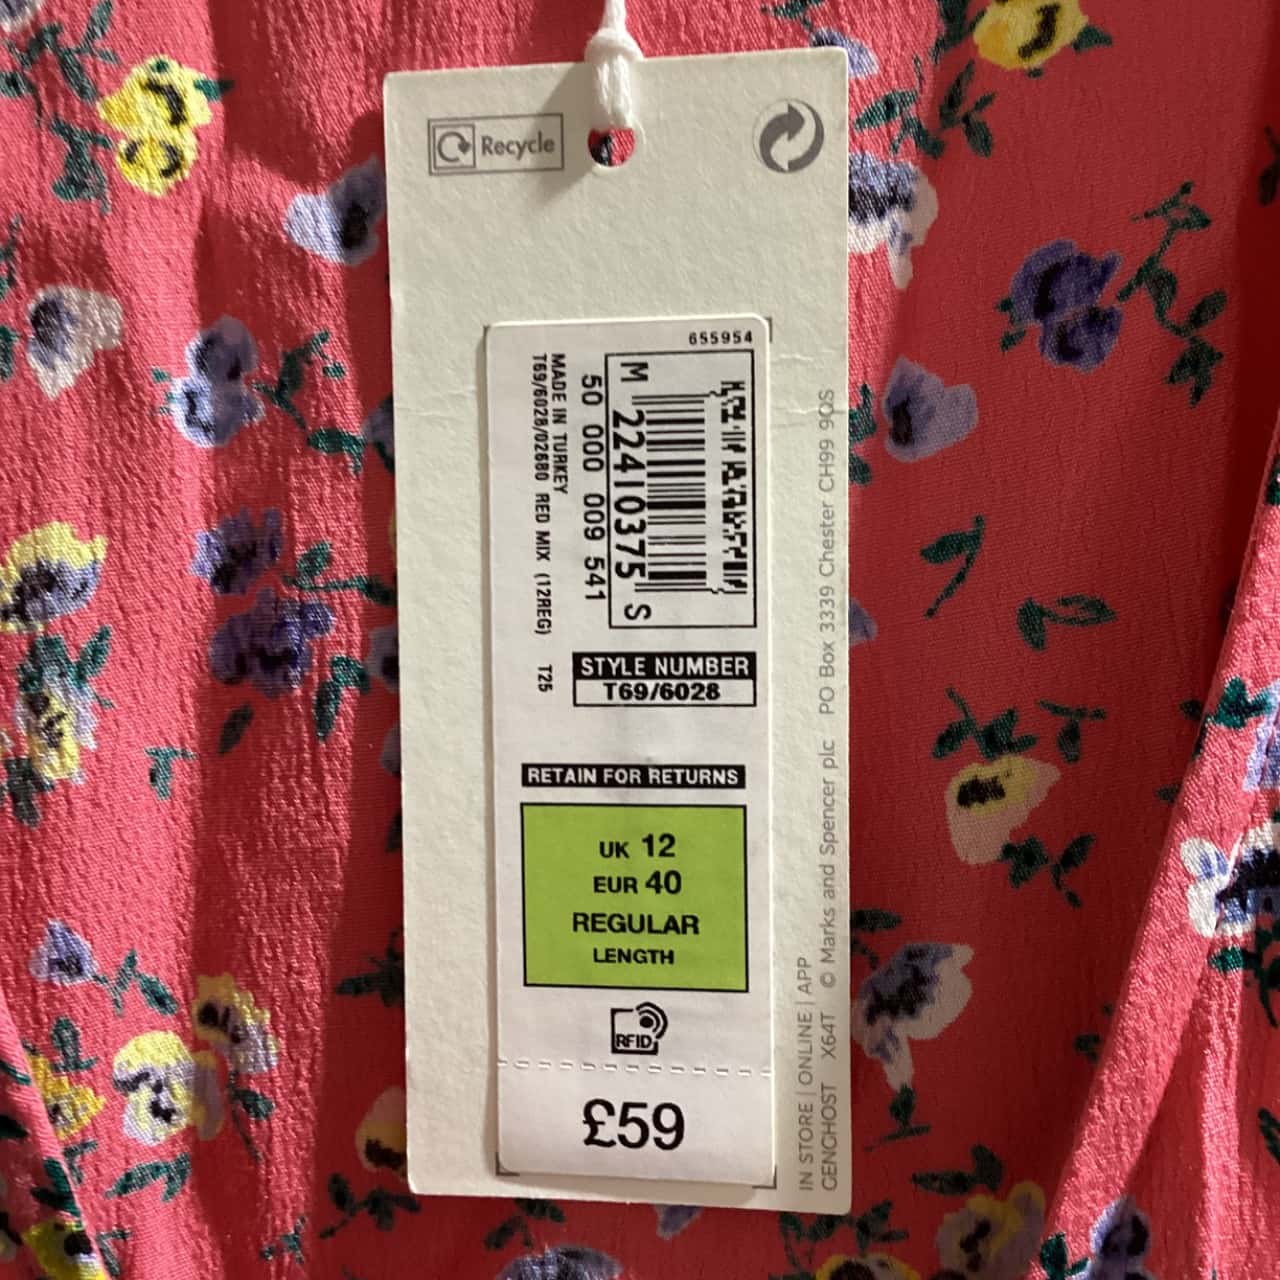 Recycle
655954
M 22410375 S
50 000 009 541
MADE IN TURKEY
T69/6028/02680 RED MIX (12REG) T25
STYLE NUMBER
T69/6028
RETAIN FOR RETURNS
UK 12
EUR 40
REGULAR
LENGTH
RFID
£59
IN STORE | ONLINE | APP
GENGHOST X64T © Marks and Spencer plc PO Box 3339 Chester CH99 9QS